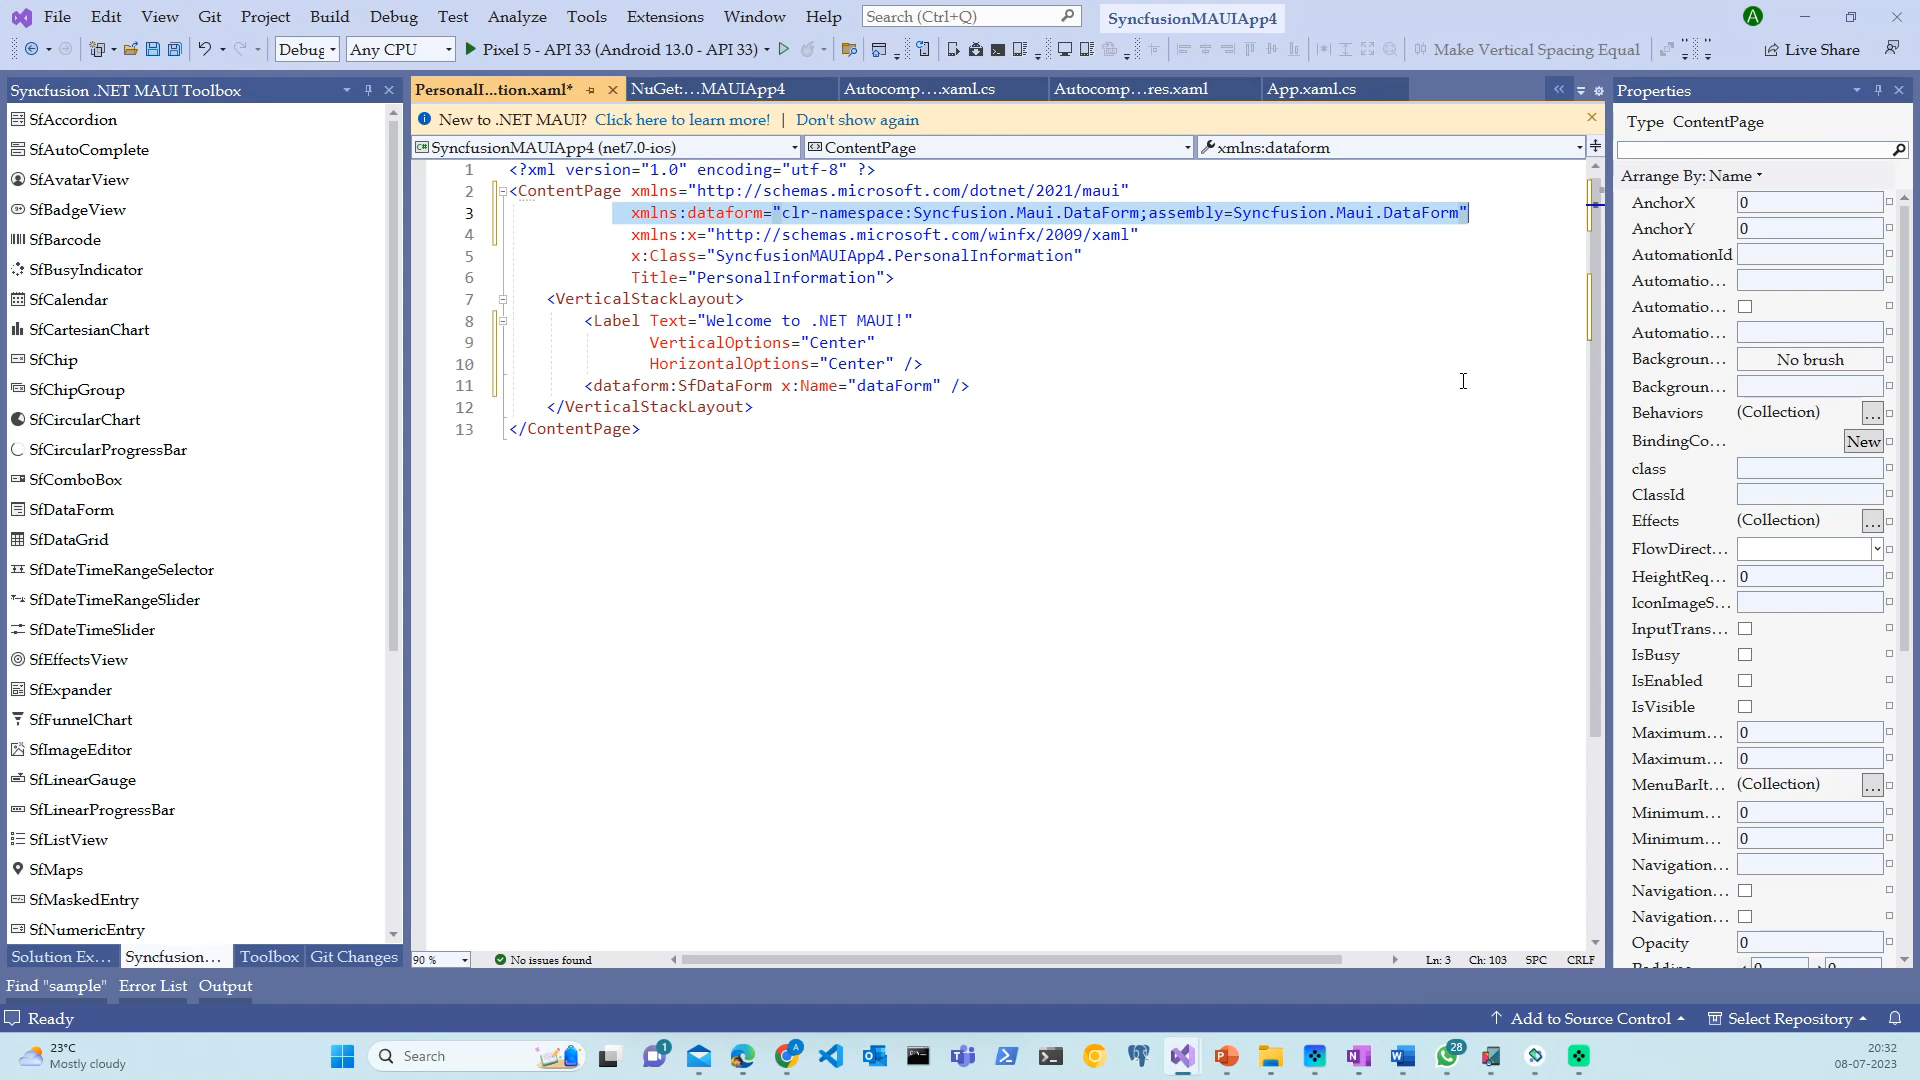 File Edit View Git Project Build Debug Test Analyze Tools Extensions Window Help Search (Ctrl+Q) SyncfusionMAUIApp4 A
Debug Any CPU Pixel 5 - API 33 (Android 13.0 - API 33) Make Vertical Spacing Equal Live Share
Syncfusion .NET MAUI Toolbox
SfAccordion
SfAutoComplete
SfAvatarView
SfBadgeView
SfBarcode
SfBusyIndicator
SfCalendar
SfCartesianChart
SfChip
SfChipGroup
SfCircularChart
SfCircularProgressBar
SfComboBox
SfDataForm
SfDataGrid
SfDateTimeRangeSelector
SfDateTimeRangeSlider
SfDateTimeSlider
SfEffectsView
SfExpander
SfFunnelChart
SfImageEditor
SfLinearGauge
SfLinearProgressBar
SfListView
SfMaps
SfMaskedEntry
SfNumericEntry
Solution Ex... Syncfusion... Toolbox Git Changes
PersonalI...tion.xaml* NuGet:...MAUIApp4 Autocomp....xaml.cs Autocomp...res.xaml App.xaml.cs
New to .NET MAUI? Click here to learn more! | Don't show again
SyncfusionMAUIApp4 (net7.0-ios) ContentPage xmlns:dataform
1 <?xml version="1.0" encoding="utf-8" ?>
2 <ContentPage xmlns="http://schemas.microsoft.com/dotnet/2021/maui"
3 xmlns:dataform="clr-namespace:Syncfusion.Maui.DataForm;assembly=Syncfusion.Maui.DataForm"
4 xmlns:x="http://schemas.microsoft.com/winfx/2009/xaml"
5 x:Class="SyncfusionMAUIApp4.PersonalInformation"
6 Title="PersonalInformation">
7 <VerticalStackLayout>
8 <Label Text="Welcome to .NET MAUI!"
9 VerticalOptions="Center"
10 HorizontalOptions="Center" />
11 <dataform:SfDataForm x:Name="dataForm" />
12 </VerticalStackLayout>
13 </ContentPage>
90 % No issues found Ln: 3 Ch: 103 SPC CRLF
Properties
Type ContentPage
Arrange By: Name
AnchorX 0
AnchorY 0
AutomationId
Automatio...
Automatio...
Automatio...
Backgroun... No brush
Backgroun...
Behaviors (Collection) ...
BindingCo... New
class
ClassId
Effects (Collection) ...
FlowDirect...
HeightReq... 0
IconImageS...
InputTrans...
IsBusy
IsEnabled
IsVisible
Maximum... 0
Maximum... 0
MenuBarIt... (Collection) ...
Minimum... 0
Minimum... 0
Navigation...
Navigation...
Navigation...
Opacity 0
Find "sample" Error List Output
Ready Add to Source Control Select Repository
23°C
Mostly cloudy
Search
1
28
20:32
08-07-2023